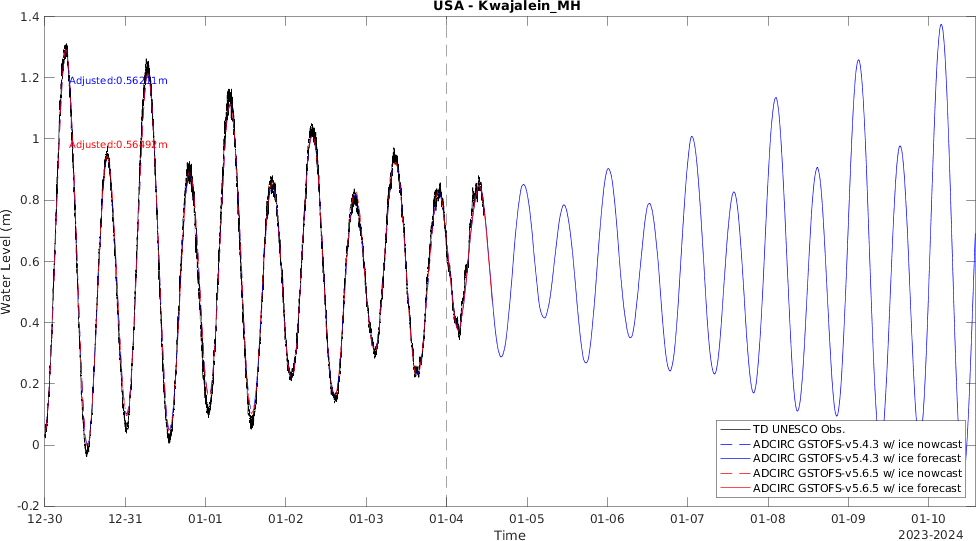 USA - Kwajalein_MH
Water Level (m)
1.4
1.2
1
0.8
0.6
0.4
0.2
0
-0.2
Adjusted:0.56492m
12-30
12-31
01-01
01-02
01-03
01-04
01-05
01-06
01-07
01-08
01-09
01-10
Time
2023-2024
TD UNESCO Obs.
ADCIRC GSTOFS-v5.4.3 w/ ice nowcast
ADCIRC GSTOFS-v5.4.3 w/ ice forecast
ADCIRC GSTOFS-v5.6.5 w/ ice nowcast
ADCIRC GSTOFS-v5.6.5 w/ ice forecast